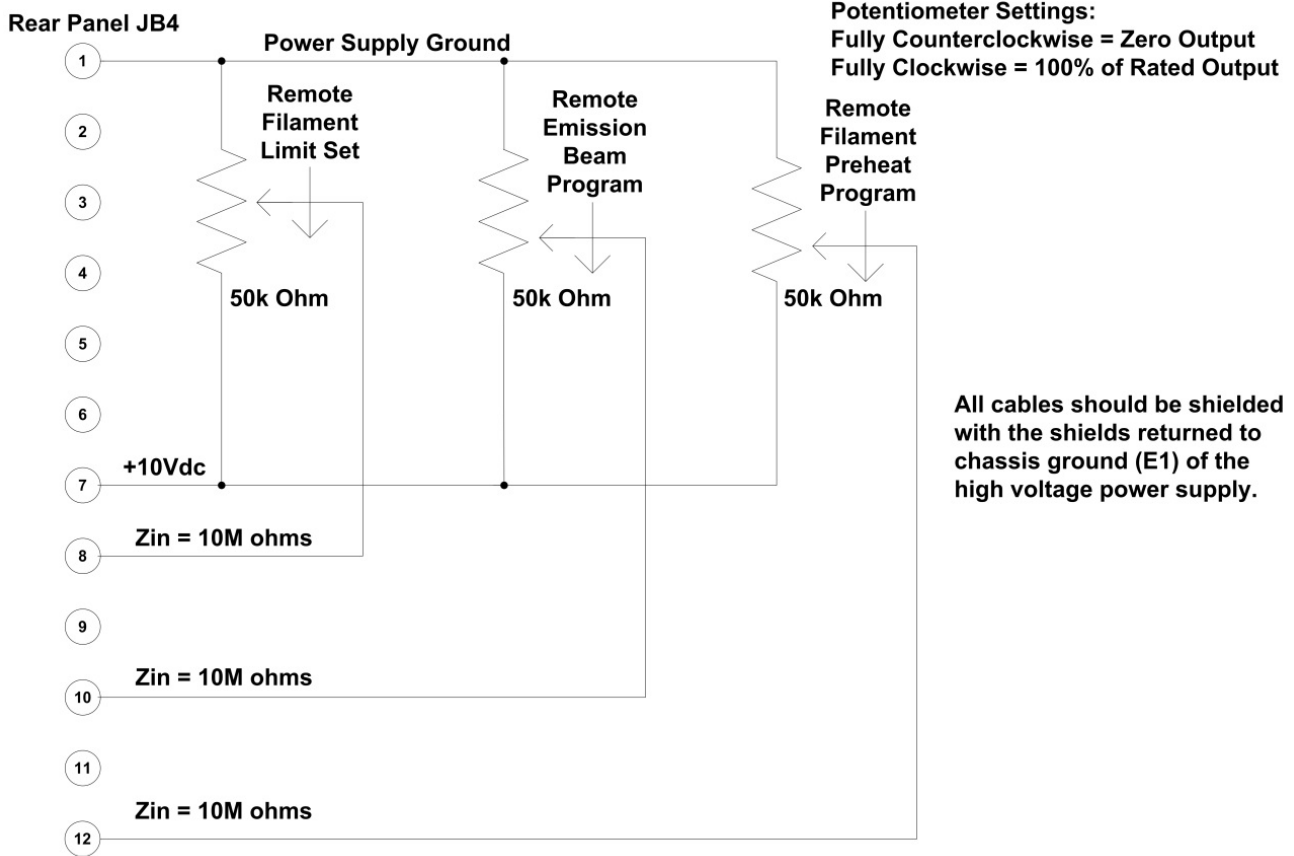 Rear Panel JB4
Potentiometer Settings:
Fully Counterclockwise = Zero Output
Fully Clockwise = 100% of Rated Output
1
Power Supply Ground
Remote
Filament
Limit Set
Remote
Emission
Beam
Program
Remote
Filament
Preheat
Program
2
3
4
50k Ohm
50k Ohm
50k Ohm
5
6
All cables should be shielded
with the shields returned to
chassis ground (E1) of the
high voltage power supply.
+10Vdc
7
Zin = 10M ohms
8
9
Zin = 10M ohms
10
11
Zin = 10M ohms
12